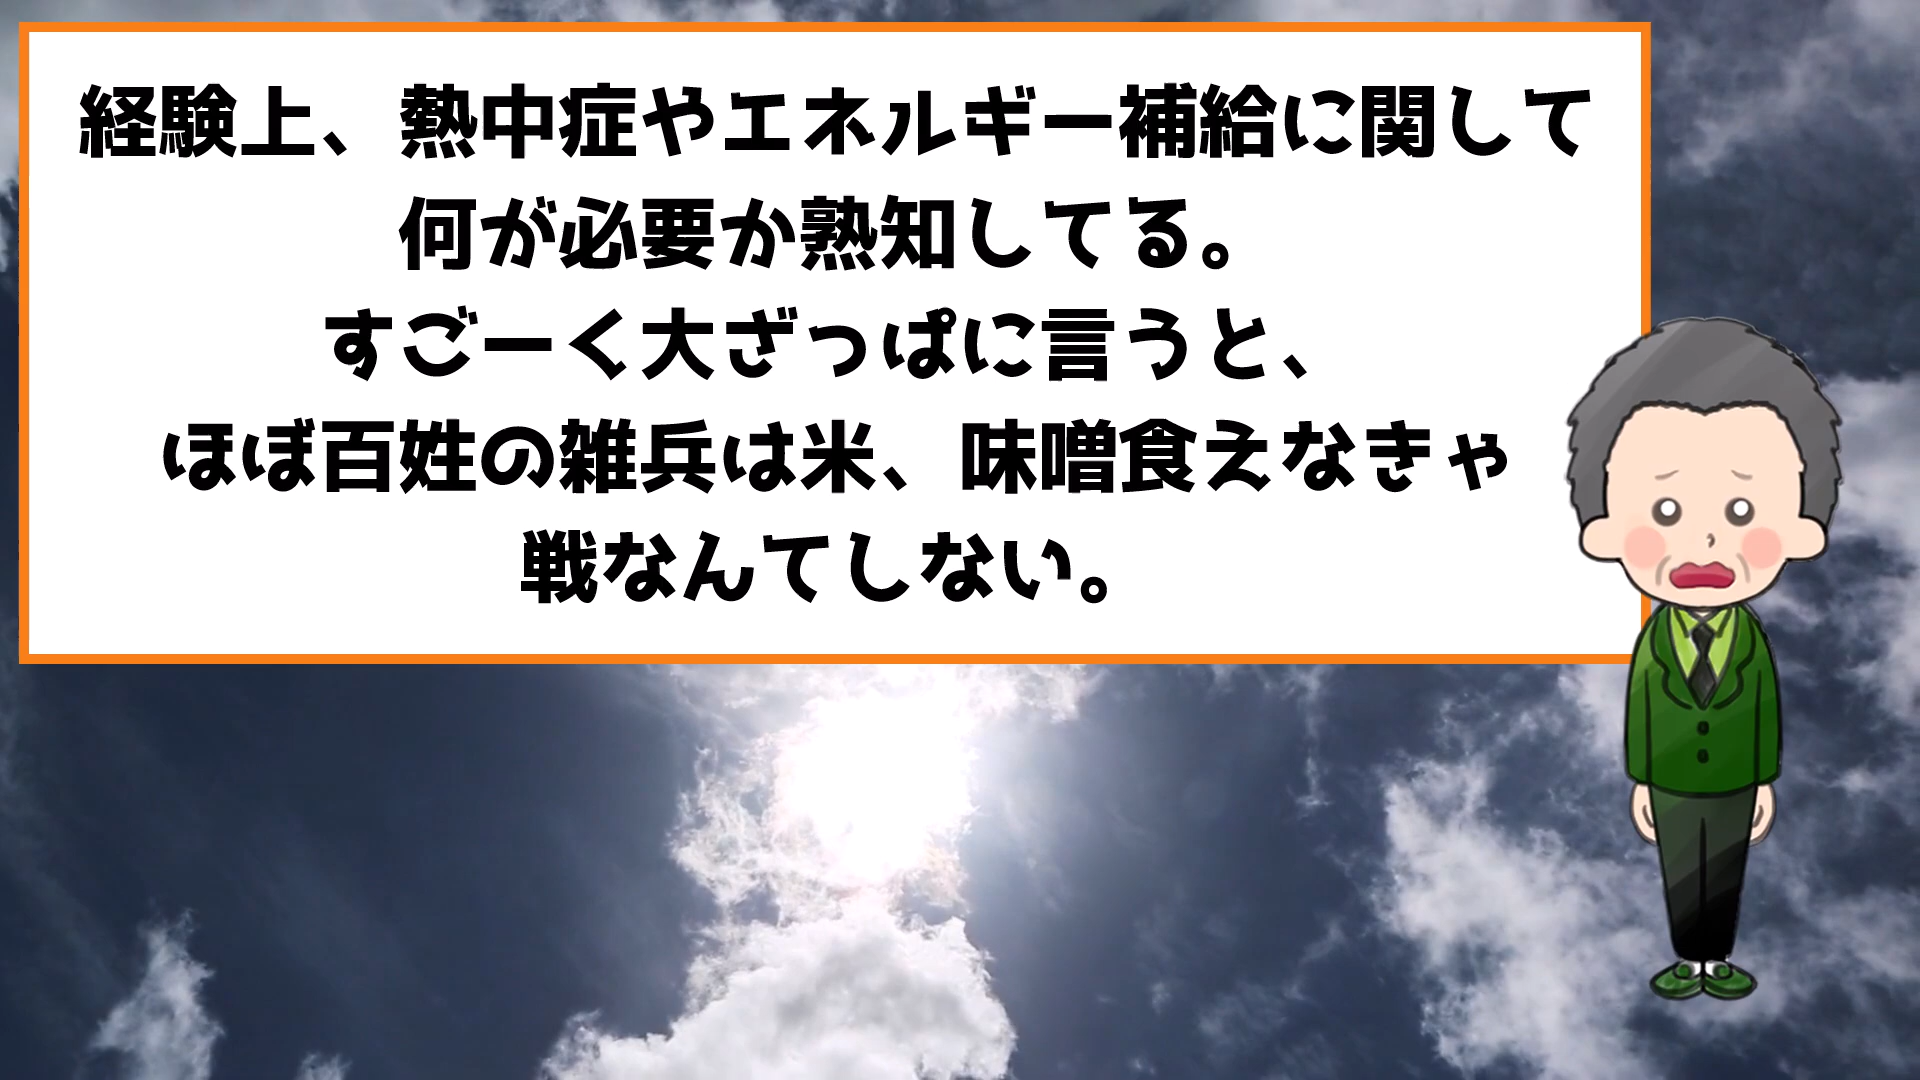 経験上、熱中症やエネルギー補給に関して
何が必要か熟知してる。
すごーく大ざっぱに言うと、
ほぼ百姓の雑兵は米、味噌食えなきゃ
戦なんてしない。